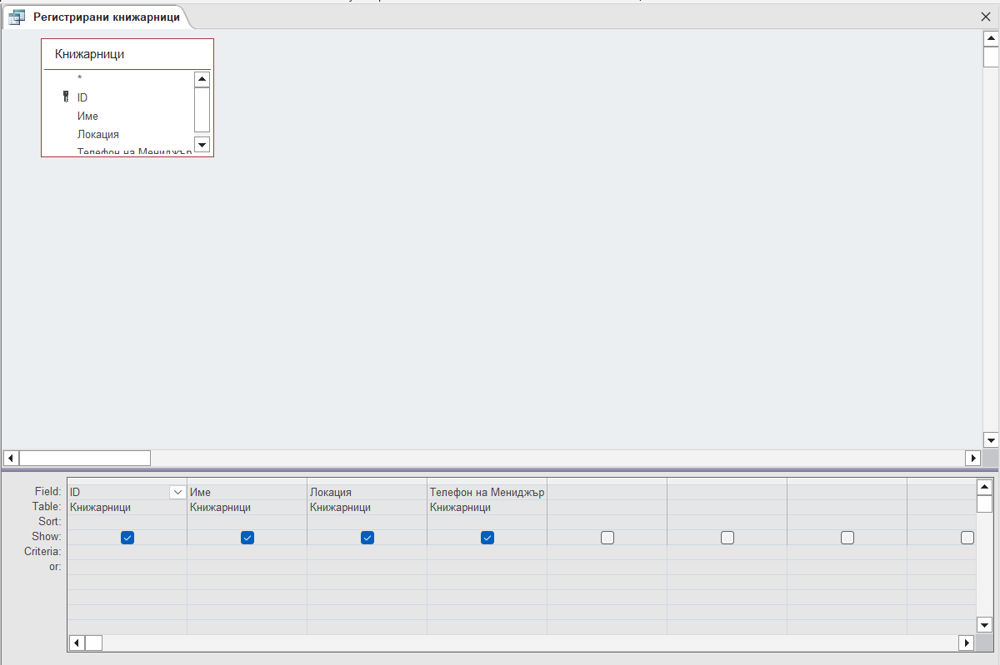 Регистрирани книжарници
Книжарници
*
ID
Име
Локация
Телефон на Мениджър
Field: ID Име Локация Телефон на Мениджър
Table: Книжарници Книжарници Книжарници Книжарници
Sort:
Show:
Criteria:
or: